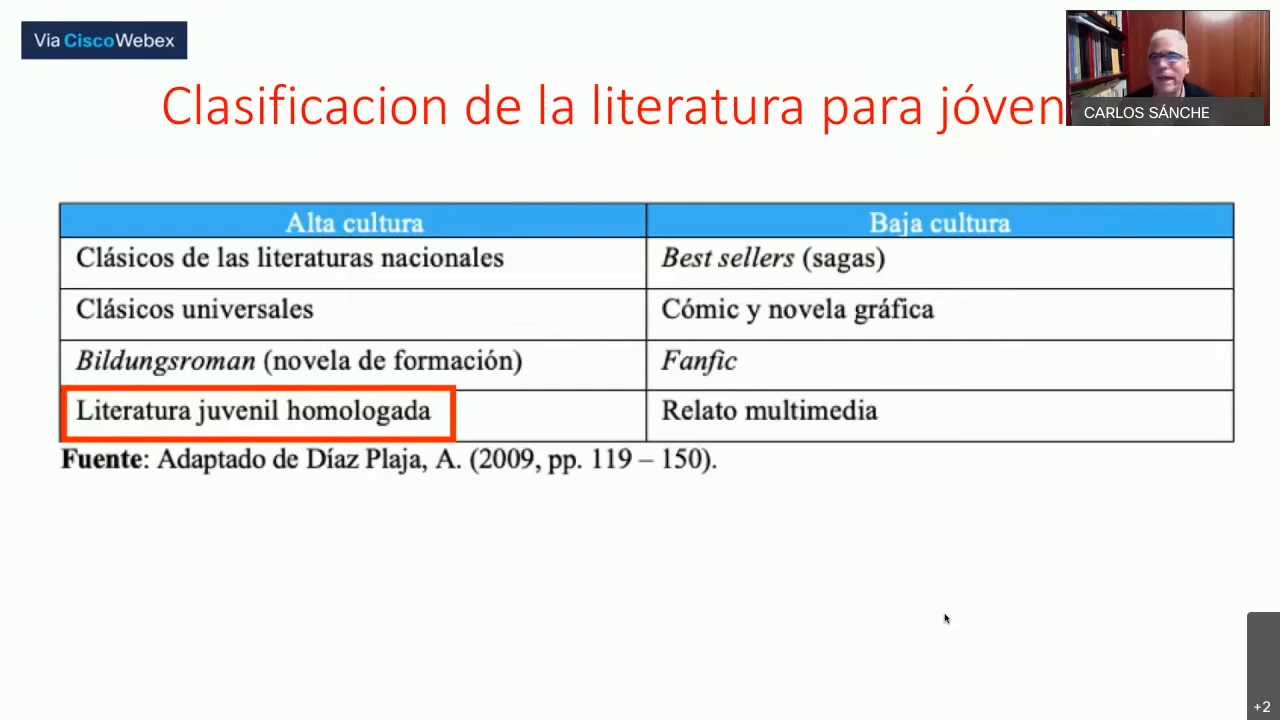 Vía CiscoWebex
Clasificacion de la literatura para jóven
CARLOS SÁNCHE
Alta cultura
Baja cultura
Clásicos de las literaturas nacionales
Best sellers (sagas)
Clásicos universales
Cómic y novela gráfica
Bildungsroman (novela de formación)
Fanfic
Literatura juvenil homologada
Relato multimedia
Fuente: Adaptado de Díaz Plaja, A. (2009, pp. 119 – 150).
+2